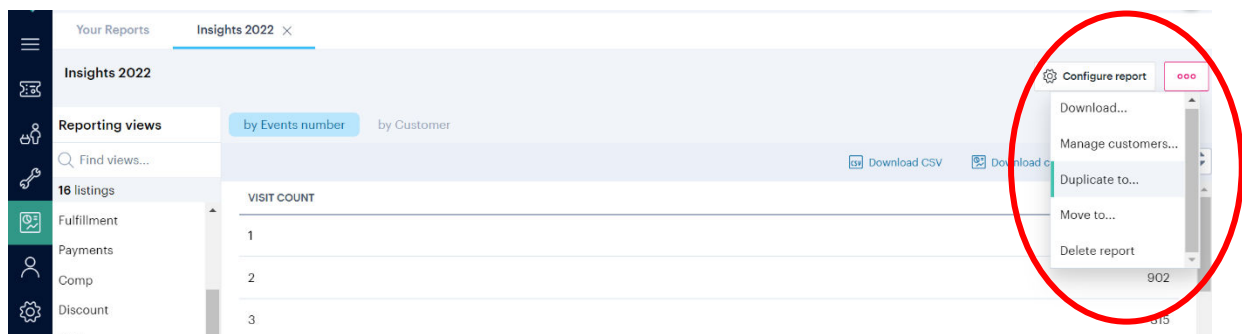 Your Reports
Insights 2022 ×
Insights 2022
Configure report
Reporting views
by Events number by Customer
Download...
Find views...
Manage customers...
CSV Download CSV Download
16 listings
Duplicate to...
VISIT COUNT
Fulfillment
Move to...
1
Payments
Delete report
Comp
2 902
Discount
3